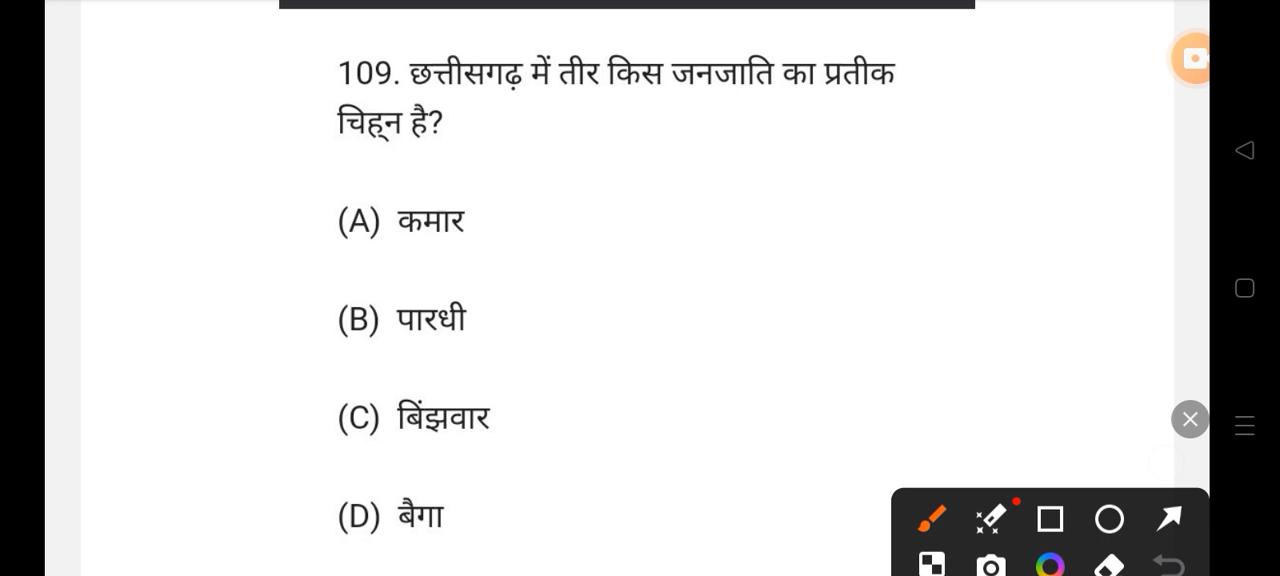 109. छत्तीसगढ़ में तीर किस जनजाति का प्रतीक
चिह्न है?
(A) कमार
(B) पारधी
(C) बिंझवार
(D) बैगा